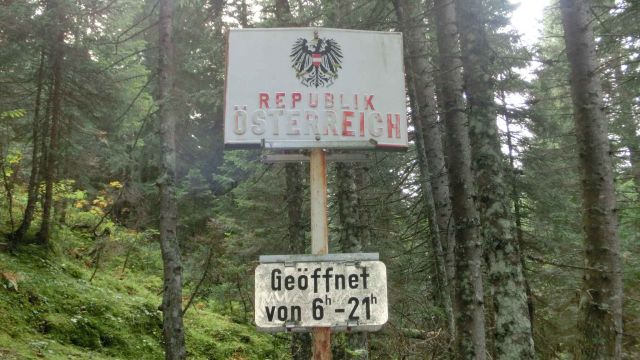 REPUBLIK
ÖSTERREICH
Geöffnet
von 6h-21h